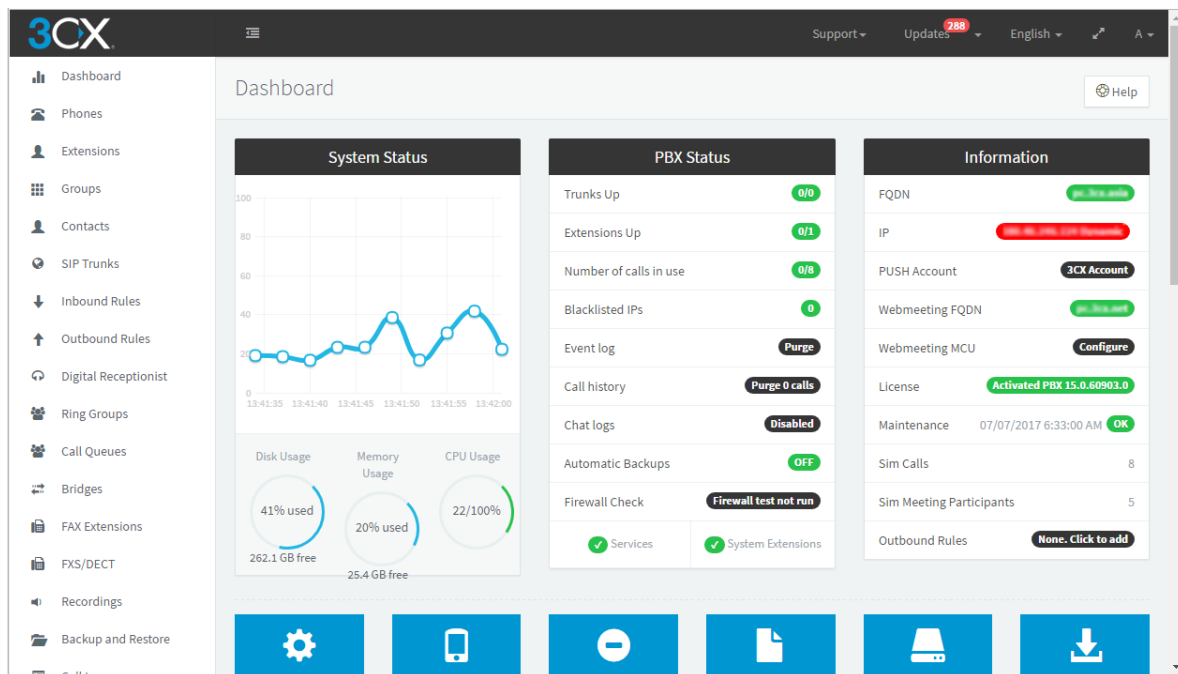 3CX
Support
Updates 288
English
A
Dashboard
Phones
Extensions
Groups
Contacts
SIP Trunks
Inbound Rules
Outbound Rules
Digital Receptionist
Ring Groups
Call Queues
Bridges
FAX Extensions
FXS/DECT
Recordings
Backup and Restore
Dashboard
Help
System Status
100
80
60
40
20
0
13:41:35 13:41:40 13:41:45 13:41:50 13:41:55 13:42:00
Disk Usage
41% used
262.1 GB free
Memory
Usage
20% used
25.4 GB free
CPU Usage
22/100%
PBX Status
Trunks Up 0/0
Extensions Up 0/1
Number of calls in use 0/8
Blacklisted IPs 0
Event log Purge
Call history Purge 0 calls
Chat logs Disabled
Automatic Backups OFF
Firewall Check Firewall test not run
Services System Extensions
Information
FQDN
IP
PUSH Account 3CX Account
Webmeeting FQDN
Webmeeting MCU Configure
License Activated PBX 15.0.60903.0
Maintenance 07/07/2017 6:33:00 AM OK
Sim Calls 8
Sim Meeting Participants 5
Outbound Rules None. Click to add